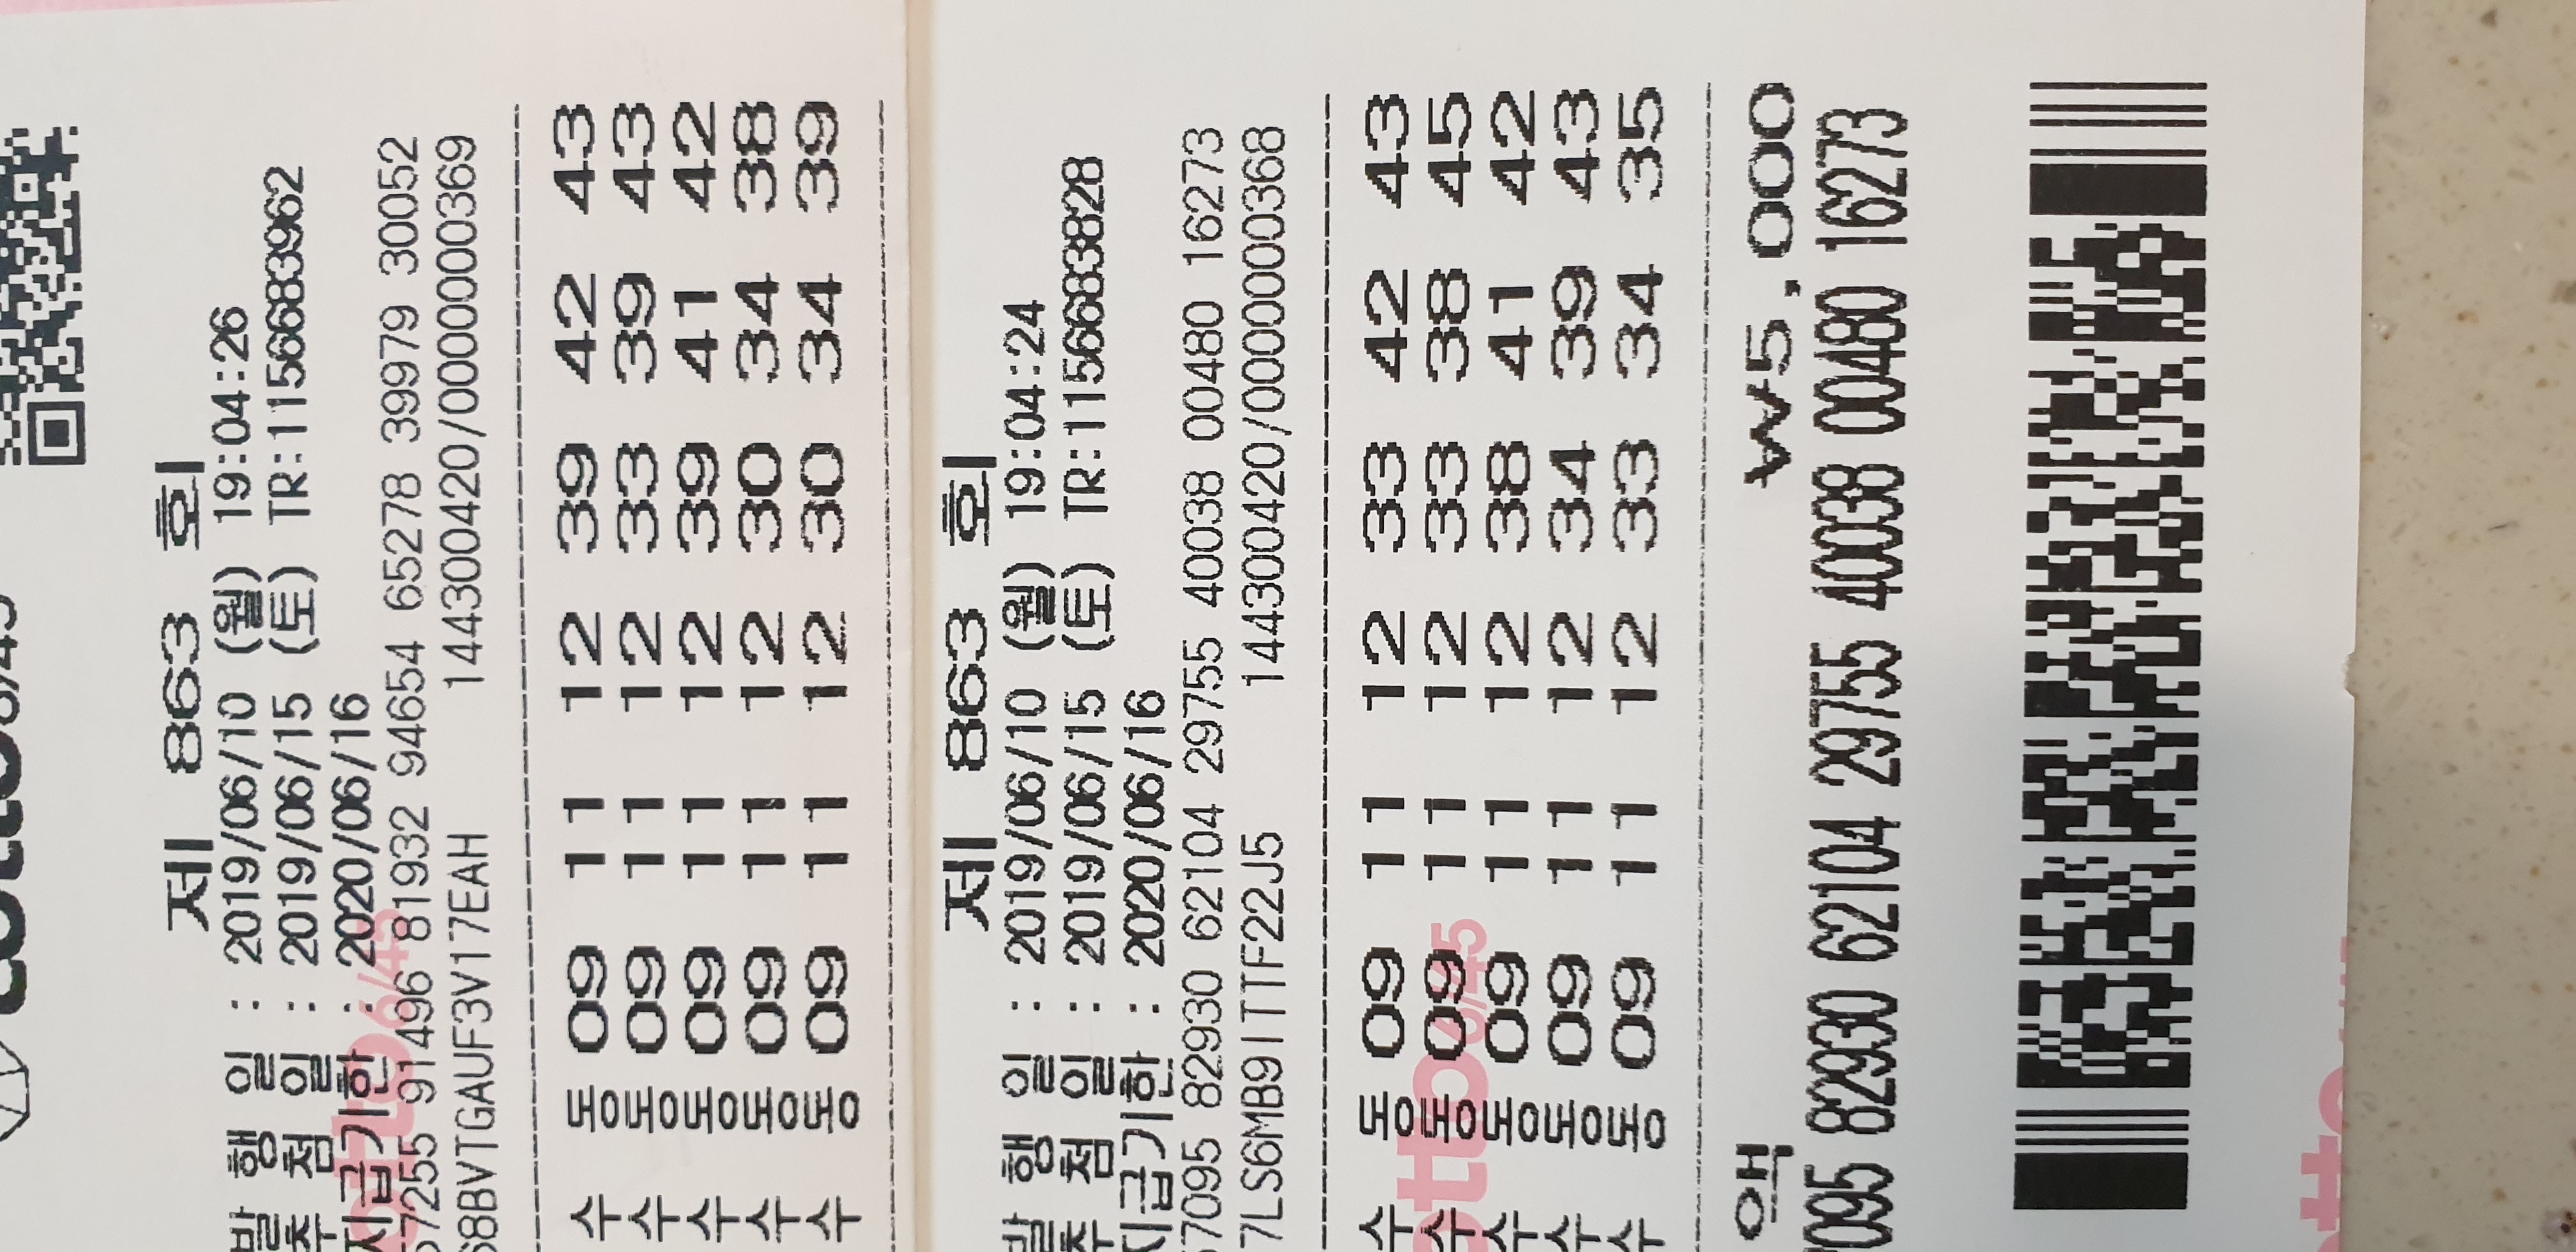 제 863 회
발 행 일 : 2019/06/10 (월) 19:04:26
추 첨 일 : 2019/06/15 (토) TR:115668​3962
지급기한 : 2020/06/16
57255 91496 81932 94654 65278 39979 30052
68BVTGAUF3V17EAH 144300420/0000000369
수 동 09 11 12 39 42 43
수 동 09 11 12 33 39 43
수 동 09 11 12 39 41 42
수 동 09 11 12 30 34 38
수 동 09 11 12 30 34 39
제 863 회
발 행 일 : 2019/06/10 (월) 19:04:24
추 첨 일 : 2019/06/15 (토) TR:1156683828
지급기한 : 2020/06/16
57095 82930 62104 29755 40038 00480 16273
7LS6MB9ITTF22J5 144300420/0000000368
수 동 09 11 12 33 42 43
수 동 09 11 12 33 38 45
수 동 09 11 12 38 41 42
수 동 09 11 12 34 39 43
수 동 09 11 12 33 34 35
액 ₩5,000
7095 82930 62104 29755 40038 00480 16273